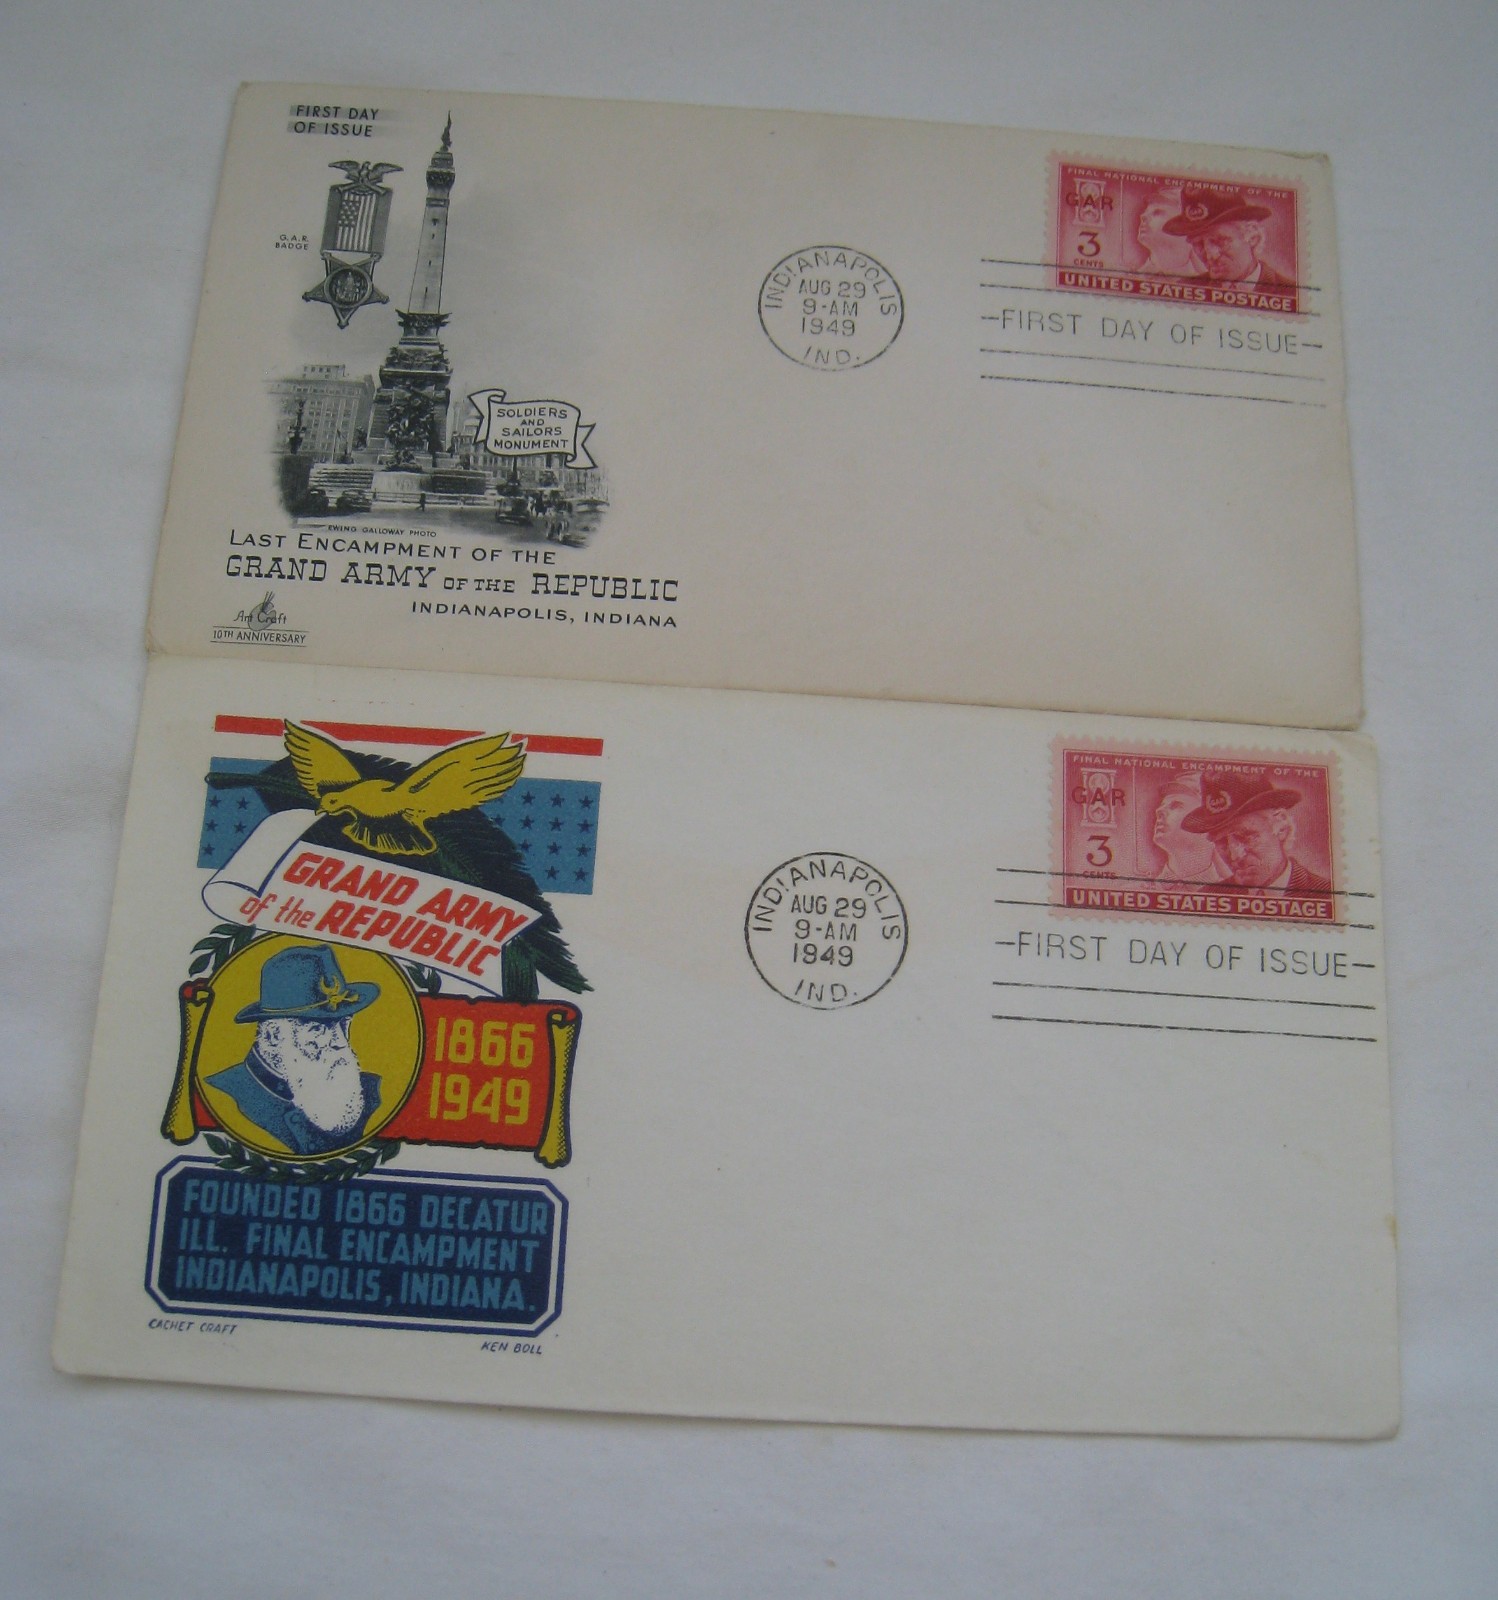 FIRST DAY
OF ISSUE
G.A.R.
BADGE
SOLDIERS
AND
SAILORS
MONUMENT
EWING GALLOWAY PHOTO
LAST ENCAMPMENT OF THE
GRAND ARMY OF THE REPUBLIC
INDIANAPOLIS, INDIANA
Art Craft
10TH ANNIVERSARY
INDIANAPOLIS
AUG 29
9-AM
1949
IND.
FINAL NATIONAL ENCAMPMENT OF THE
GAR
3
CENTS
UNITED STATES POSTAGE
FIRST DAY OF ISSUE
GRAND ARMY
of the REPUBLIC
1866
1949
FOUNDED 1866 DECATUR
ILL. FINAL ENCAMPMENT
INDIANAPOLIS, INDIANA.
CACHET CRAFT
KEN BOLL
INDIANAPOLIS
AUG 29
9-AM
1949
IND.
FINAL NATIONAL ENCAMPMENT OF THE
GAR
GAR
3
CENTS
UNITED STATES POSTAGE
FIRST DAY OF ISSUE